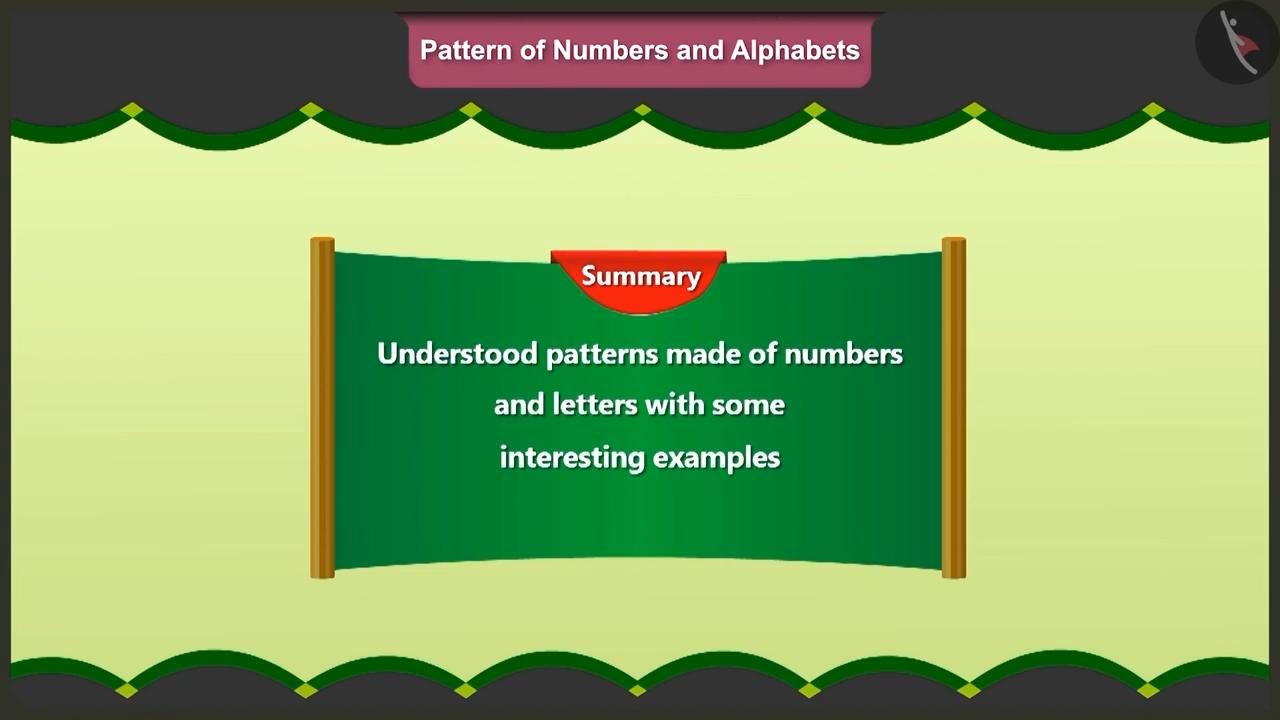 Pattern of Numbers and Alphabets
Summary
Understood patterns made of numbers
and letters with some
interesting examples